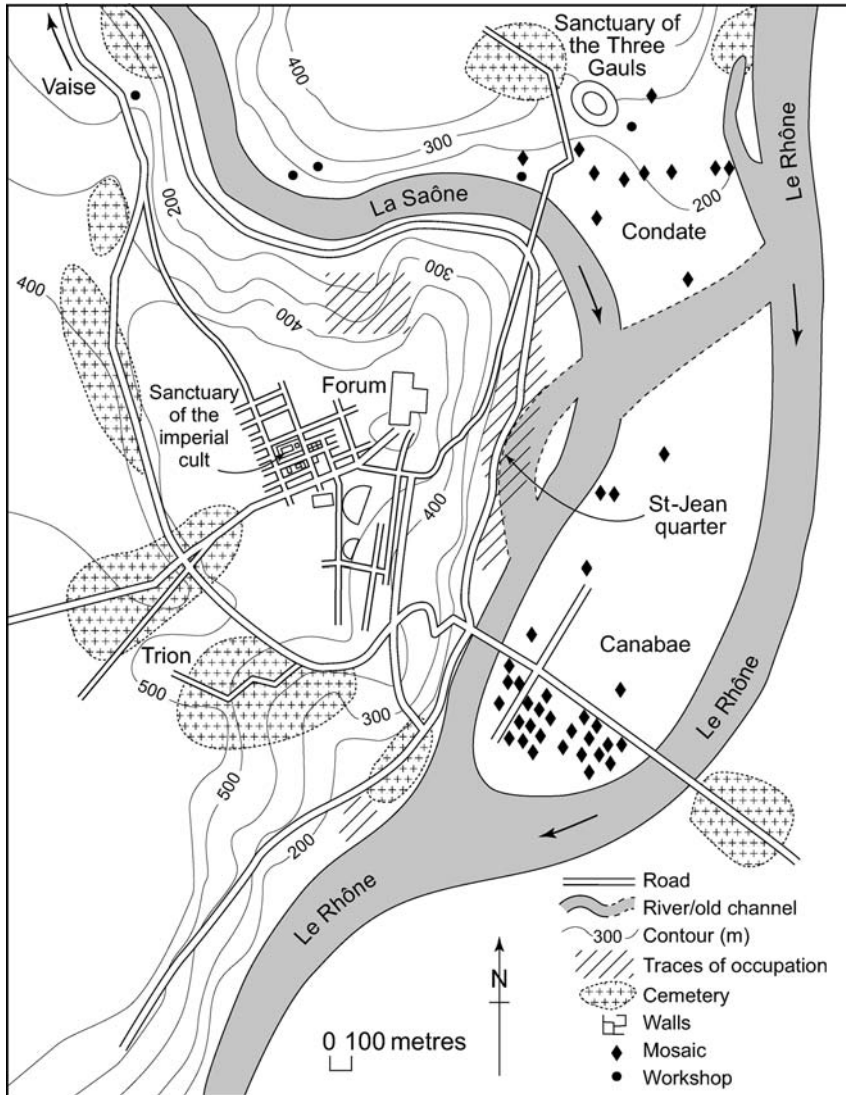 Vaise
Sanctuary of
the Three
Gauls
400
300
200
La Saône
Le Rhône
200
Condate
400
300
400
Sanctuary
of the
imperial
cult
Forum
400
St-Jean
quarter
Trion
500
300
Canabae
Le Rhône
500
200
Le Rhône
N
0 100 metres
Road
River/old channel
300 Contour (m)
Traces of occupation
Cemetery
Walls
Mosaic
Workshop